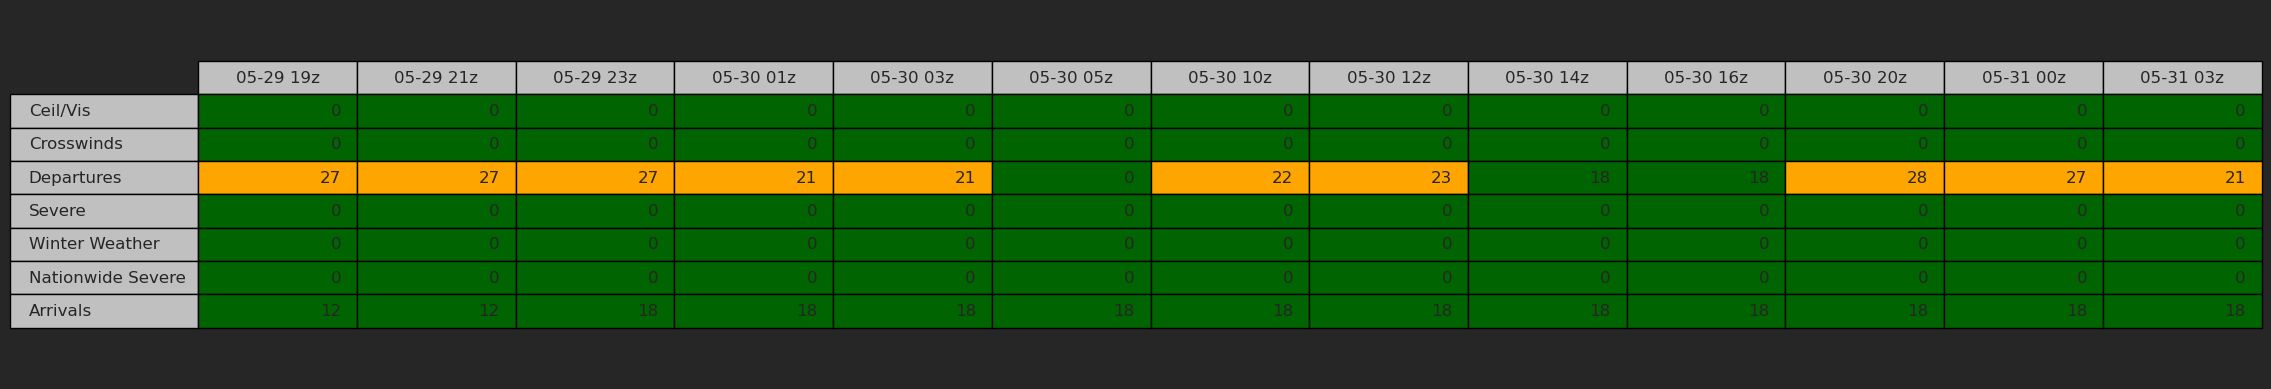 05-29 19z 05-29 21z 05-29 23z 05-30 01z 05-30 03z 05-30 05z 05-30 10z 05-30 12z 05-30 14z 05-30 16z 05-30 20z 05-31 00z 05-31 03z
Ceil/Vis 0 0 0 0 0 0 0 0 0 0 0 0 0
Crosswinds 0 0 0 0 0 0 0 0 0 0 0 0 0
Departures 27 27 27 21 21 0 22 23 18 18 28 27 21
Severe 0 0 0 0 0 0 0 0 0 0 0 0 0
Winter Weather 0 0 0 0 0 0 0 0 0 0 0 0 0
Nationwide Severe 0 0 0 0 0 0 0 0 0 0 0 0 0
Arrivals 12 12 18 18 18 18 18 18 18 18 18 18 18